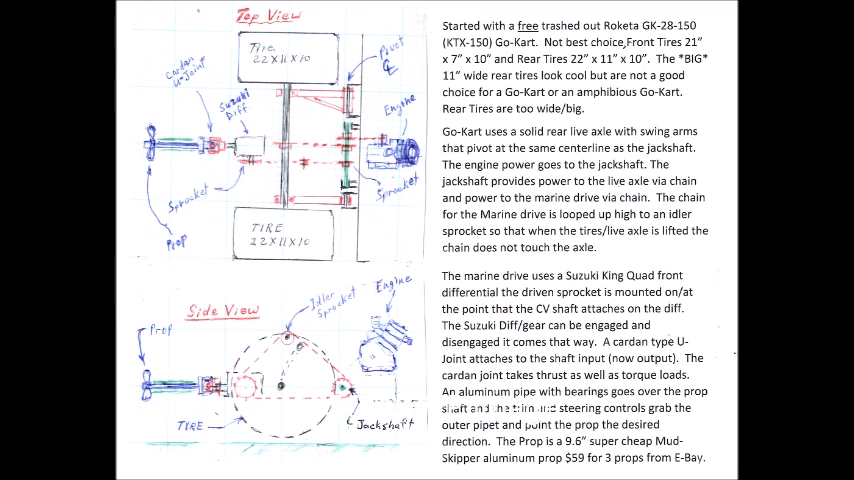 Top View
Tire
22X11X10
Pivot
CL
Cardan
U-Joint
Suzuki
Diff
Engine
Sprocket
Sprocket
Prop
TIRE
22X11X10
Side View
Idler
Sprocket
Engine
Prop
TIRE
Jackshaft
Started with a free trashed out Roketa GK-28-150
(KTX-150) Go-Kart. Not best choice,Front Tires 21”
x 7” x 10” and Rear Tires 22” x 11” x 10”. The *BIG*
11” wide rear tires look cool but are not a good
choice for a Go-Kart or an amphibious Go-Kart.
Rear Tires are too wide/big.
Go-Kart uses a solid rear live axle with swing arms
that pivot at the same centerline as the jackshaft.
The engine power goes to the jackshaft. The
jackshaft provides power to the live axle via chain
and power to the marine drive via chain. The chain
for the Marine drive is looped up high to an idler
sprocket so that when the tires/live axle is lifted the
chain does not touch the axle.
The marine drive uses a Suzuki King Quad front
differential the driven sprocket is mounted on/at
the point that the CV shaft attaches on the diff.
The Suzuki Diff/gear can be engaged and
disengaged it comes that way. A cardan type U-
Joint attaches to the shaft input (now output). The
cardan joint takes thrust as well as torque loads.
An aluminum pipe with bearings goes over the prop
shaft and the trim and steering controls grab the
outer pipet and point the prop the desired
direction. The Prop is a 9.6” super cheap Mud-
Skipper aluminum prop $59 for 3 props from E-Bay.